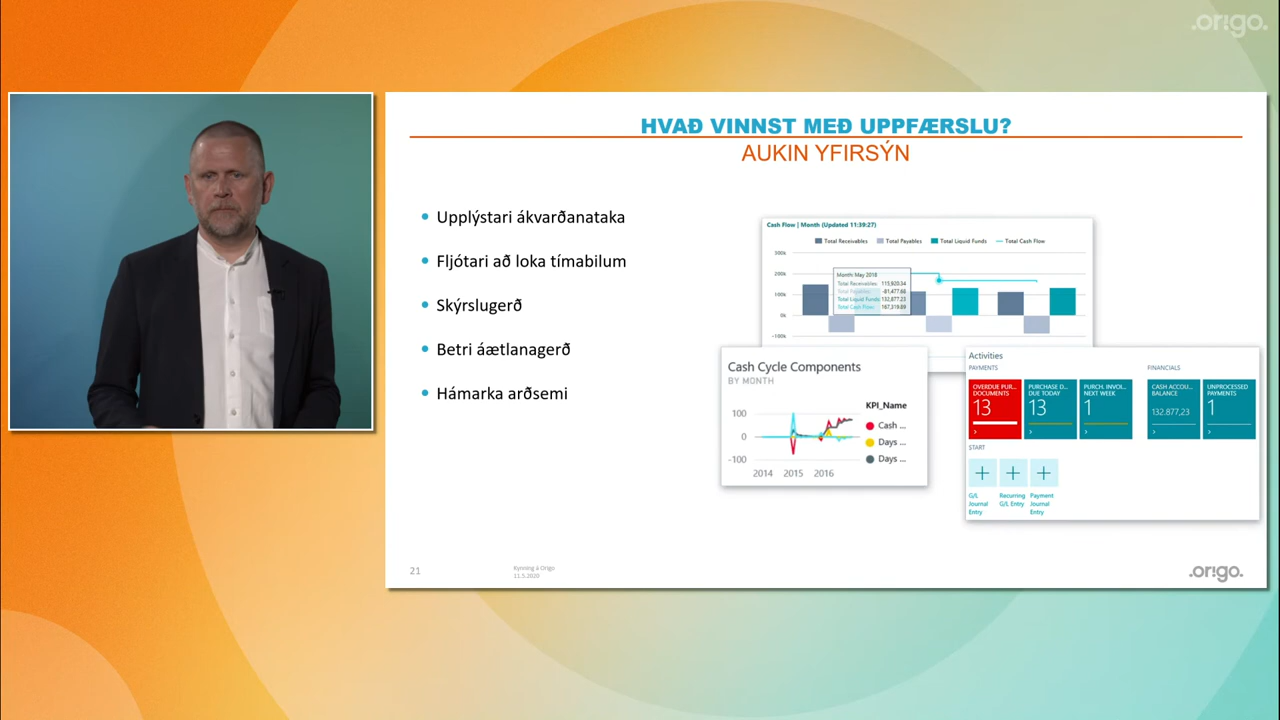 .origo.
HVAÐ VINNST MEÐ UPPFÆRSLU?
AUKIN YFIRSÝN
Upplýstari ákvarðanataka
Fljótari að loka tímabilum
Skýrslugerð
Betri áætlanagerð
Hámarka arðsemi
Cash Flow | Month (Updated 11:39:27)
Total Receivables Total Payables Total Liquid Funds Total Cash Flow
300k
200k
100k
0k
-100k
Month: May 2018
Total Receivables: 115,920.34
Total Payables: -81,477.66
Total Liquid Funds: 132,877.23
Total Cash Flow: 167,319.89
Cash Cycle Components
BY MONTH
KPI_Name
Cash ...
Days ...
Days ...
100
0
-100
2014 2015 2016
Activities
PAYMENTS
FINANCIALS
OVERDUE PUR...
DOCUMENTS
13
PURCHASE D...
DUE TODAY
13
PURCH. INVOI...
NEXT WEEK
1
CASH ACCOU...
BALANCE
132.877,23
UNPROCESSED
PAYMENTS
1
START
G/L
Journal
Entry
Recurring
G/L Entry
Payment
Journal
Entry
21
Kynning á Origo
11.5.2020
.origo.